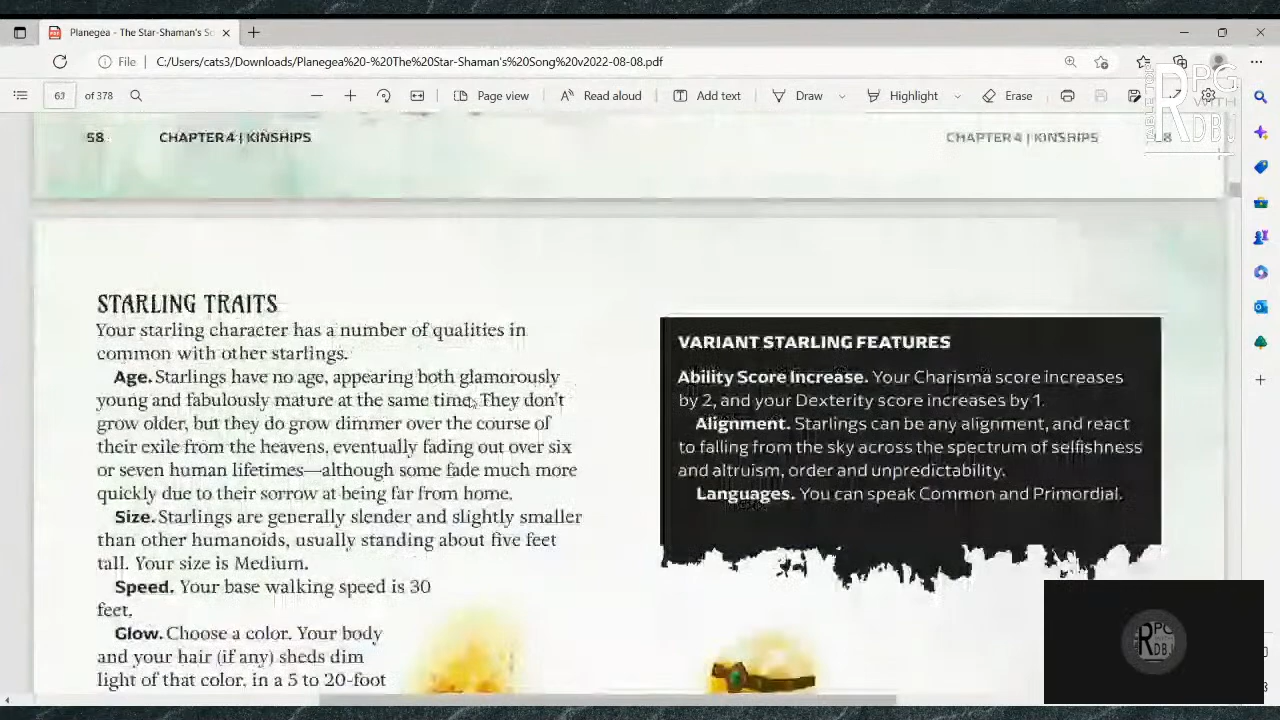 Planegea - The Star-Shaman's So
File
C:/Users/cats3/Downloads/Planegea%20-%20The%20Star-Shaman's%20Song%20v2022-08-08.pdf
63 of 378
Page view
Read aloud
Add text
Draw
Highlight
Erase
RPG
WITH
RDBJ
58 CHAPTER 4 | KINSHIPS
CHAPTER 4 | KINSHIPS
STARLING TRAITS
Your starling character has a number of qualities in
common with other starlings.
Age. Starlings have no age, appearing both glamorously
young and fabulously mature at the same time. They don't
grow older, but they do grow dimmer over the course of
their exile from the heavens, eventually fading out over six
or seven human lifetimes—although some fade much more
quickly due to their sorrow at being far from home.
Size. Starlings are generally slender and slightly smaller
than other humanoids, usually standing about five feet
tall. Your size is Medium.
Speed. Your base walking speed is 30
feet.
Glow. Choose a color. Your body
and your hair (if any) sheds dim
light of that color, in a 5 to 20-foot
VARIANT STARLING FEATURES
Ability Score Increase. Your Charisma score increases
by 2, and your Dexterity score increases by 1.
Alignment. Starlings can be any alignment, and react
to falling from the sky across the spectrum of selfishness
and altruism, order and unpredictability.
Languages. You can speak Common and Primordial.